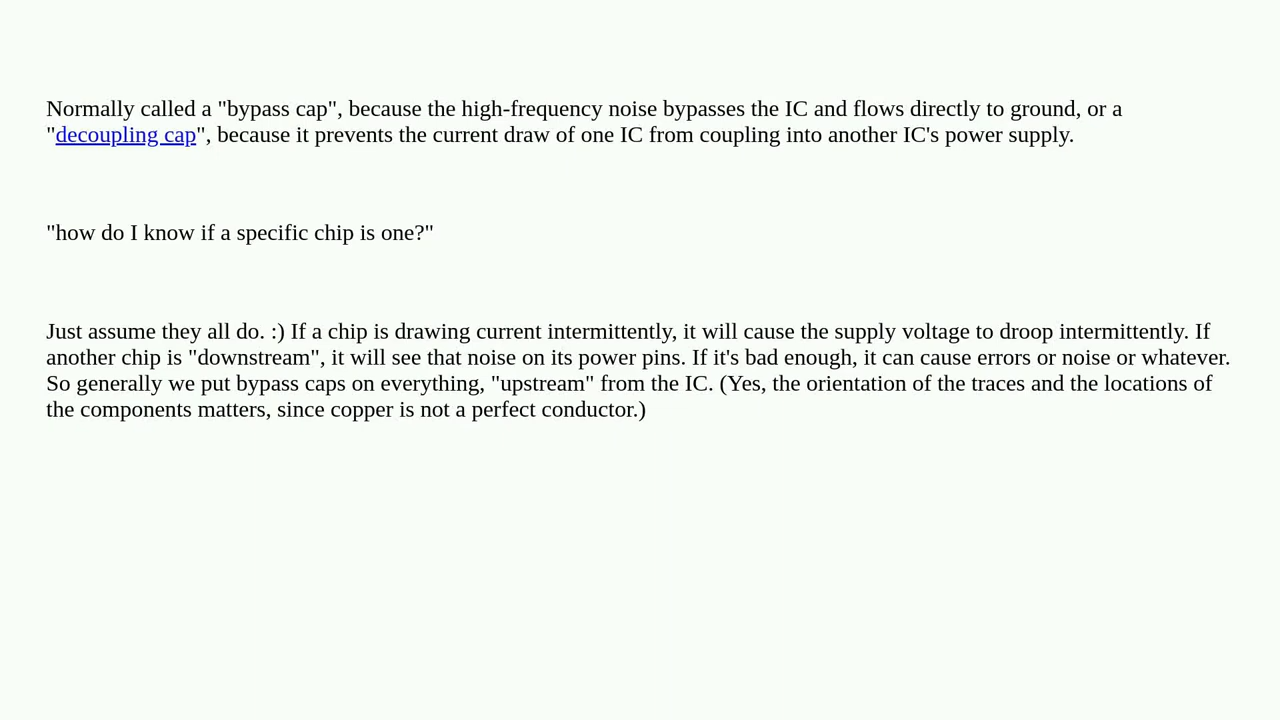 Normally called a "bypass cap", because the high-frequency noise bypasses the IC and flows directly to ground, or a
"decoupling cap", because it prevents the current draw of one IC from coupling into another IC's power supply.
"how do I know if a specific chip is one?"
Just assume they all do. :) If a chip is drawing current intermittently, it will cause the supply voltage to droop intermittently. If
another chip is "downstream", it will see that noise on its power pins. If it's bad enough, it can cause errors or noise or whatever.
So generally we put bypass caps on everything, "upstream" from the IC. (Yes, the orientation of the traces and the locations of
the components matters, since copper is not a perfect conductor.)